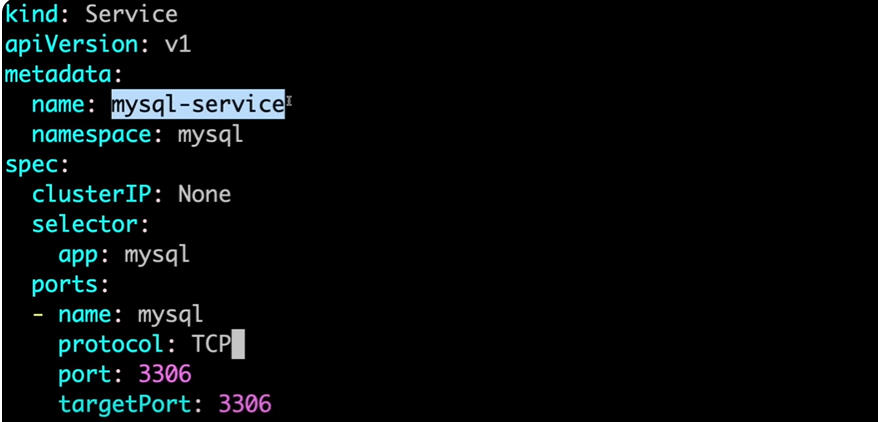 kind: Service
apiVersion: v1
metadata:
  name: mysql-service
  namespace: mysql
spec:
  clusterIP: None
  selector:
    app: mysql
  ports:
  - name: mysql
    protocol: TCP
    port: 3306
    targetPort: 3306